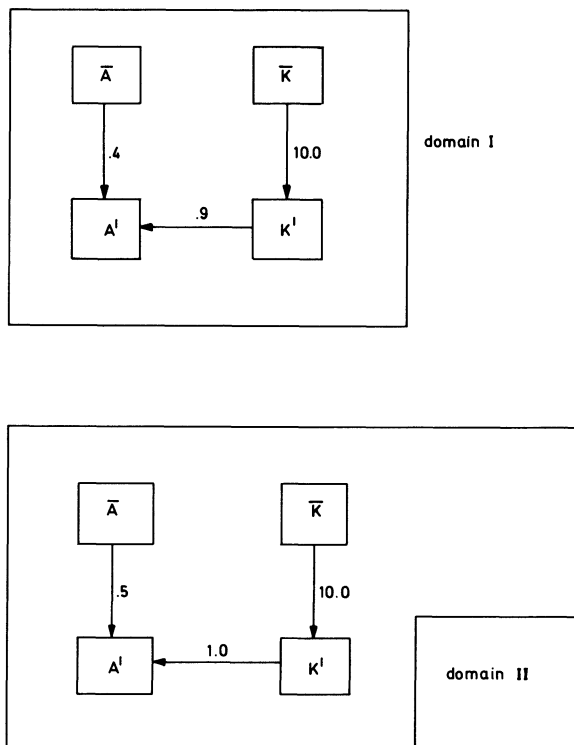 A̅ K̅
.4 10.0
domain I
.9
A' K'
A̅ K̅
.5 10.0
1.0
A' K'
domain II